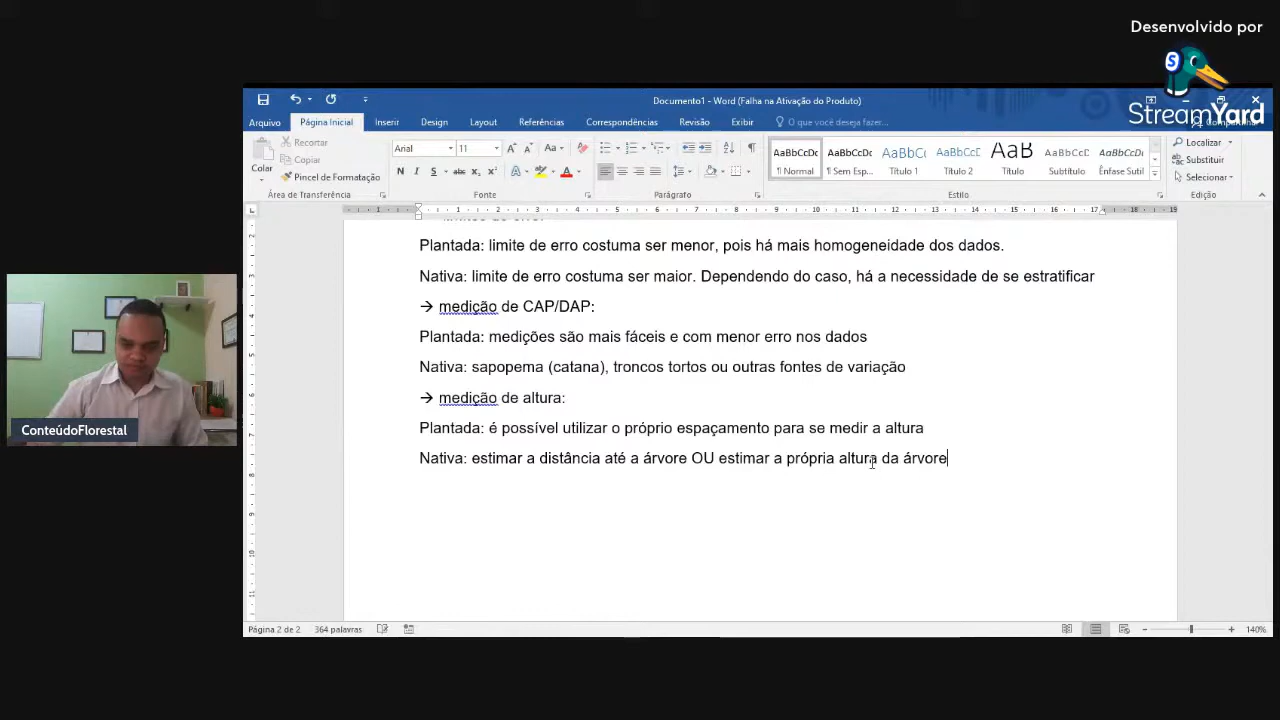 Desenvolvido por
S
StreamYard
Documento1 - Word (Falha na Ativação do Produto)
Arquivo Página Inicial Inserir Design Layout Referências Correspondências Revisão Exibir O que você deseja fazer...
Colar
Recortar
Copiar
Pincel de Formatação
Área de Transferência
Arial 11
N I S abc x₂ x²
Fonte
Parágrafo
AaBbCcDc AaBbCcDc AaBbCc AaBbCcD AaB AaBbCcD AaBbCcDc
¶ Normal ¶ Sem Esp... Título 1 Título 2 Título Subtítulo Ênfase Sutil
Estilo
Localizar
Substituir
Selecionar
Edição
Plantada: limite de erro costuma ser menor, pois há mais homogeneidade dos dados.
Nativa: limite de erro costuma ser maior. Dependendo do caso, há a necessidade de se estratificar
→ medição de CAP/DAP:
Plantada: medições são mais fáceis e com menor erro nos dados
Nativa: sapopema (catana), troncos tortos ou outras fontes de variação
→ medição de altura:
Plantada: é possível utilizar o próprio espaçamento para se medir a altura
Nativa: estimar a distância até a árvore OU estimar a própria altura da árvore
ConteúdoFlorestal
Página 2 de 2 364 palavras 140%